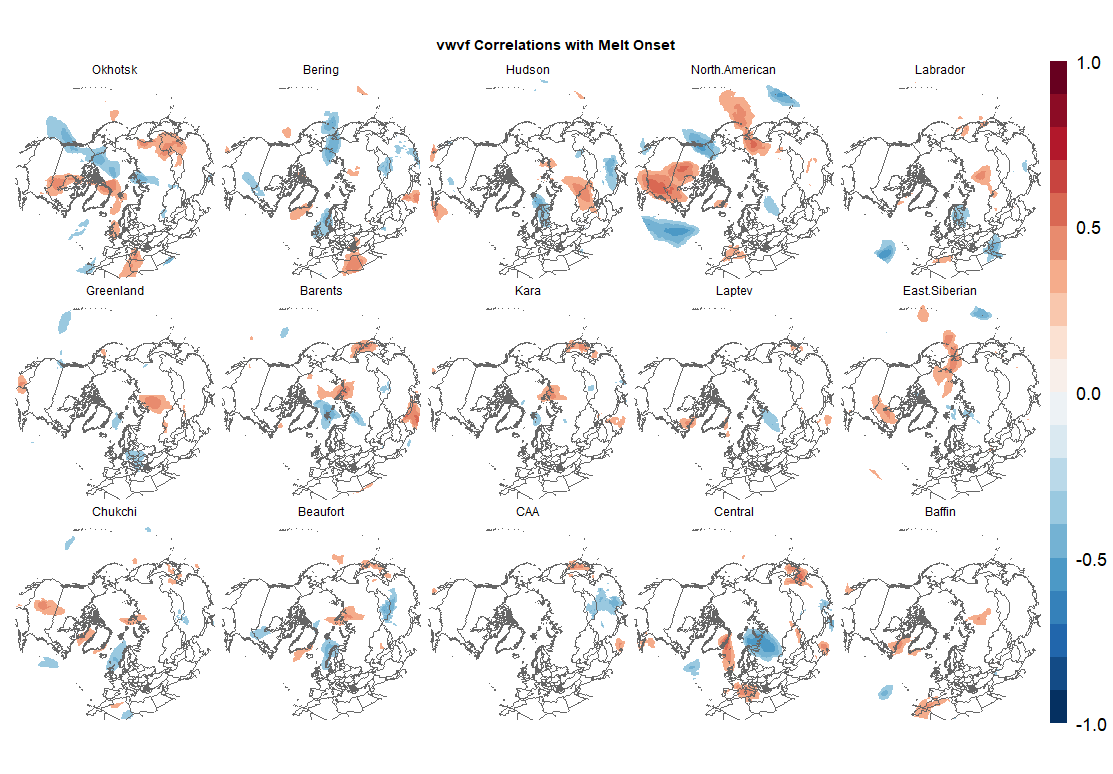 vwvf Correlations with Melt Onset
Okhotsk Bering Hudson North.American Labrador
Greenland Barents Kara Laptev East.Siberian
Chukchi Beaufort CAA Central Baffin
1.0
0.5
0.0
-0.5
-1.0